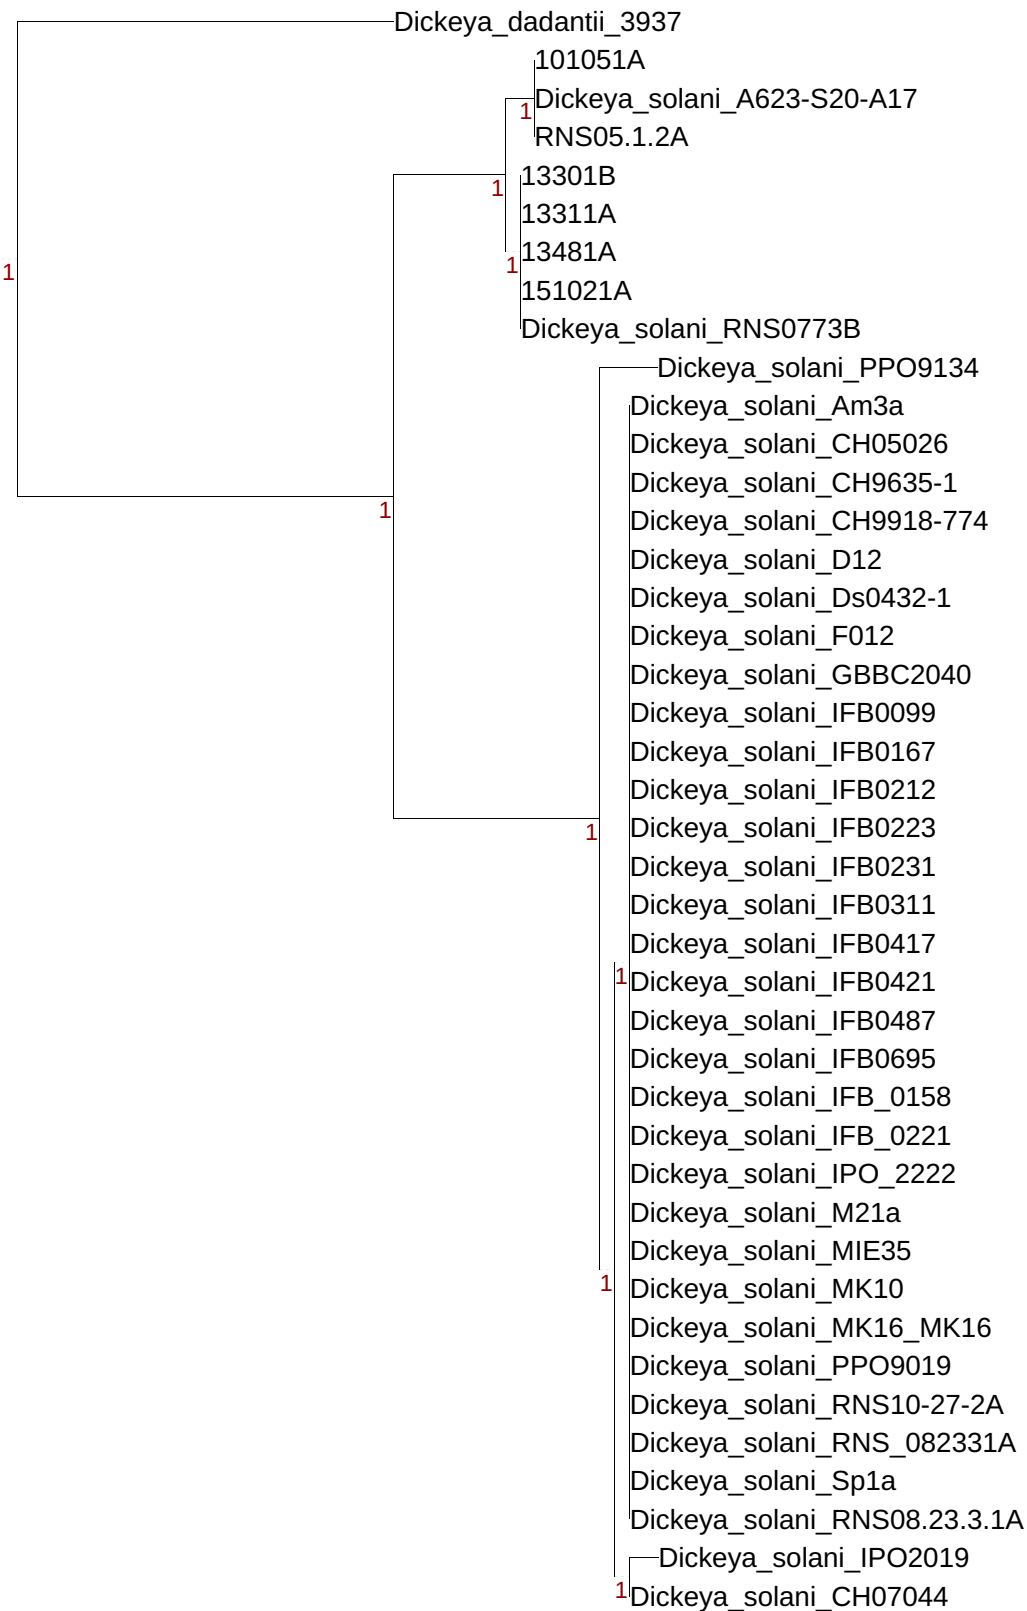 Dickeya_dadantii_3937
101051A
Dickeya_solani_A623-S20-A17
1
RNS05.1.2A
13301B
1
13311A
13481A
1
1
151021A
Dickeya_solani_RNS0773B
Dickeya_solani_PPO9134
Dickeya_solani_Am3a
Dickeya_solani_CH05026
Dickeya_solani_CH9635-1
1
Dickeya_solani_CH9918-774
Dickeya_solani_D12
Dickeya_solani_Ds0432-1
Dickeya_solani_F012
Dickeya_solani_GBBC2040
Dickeya_solani_IFB0099
Dickeya_solani_IFB0167
Dickeya_solani_IFB0212
Dickeya_solani_IFB0223
1
Dickeya_solani_IFB0231
Dickeya_solani_IFB0311
Dickeya_solani_IFB0417
1
Dickeya_solani_IFB0421
Dickeya_solani_IFB0487
Dickeya_solani_IFB0695
Dickeya_solani_IFB_0158
Dickeya_solani_IFB_0221
Dickeya_solani_IPO_2222
Dickeya_solani_M21a
Dickeya_solani_MIE35
1
Dickeya_solani_MK10
Dickeya_solani_MK16_MK16
Dickeya_solani_PPO9019
Dickeya_solani_RNS10-27-2A
Dickeya_solani_RNS_082331A
Dickeya_solani_Sp1a
Dickeya_solani_RNS08.23.3.1A
Dickeya_solani_IPO2019
1
Dickeya_solani_CH07044